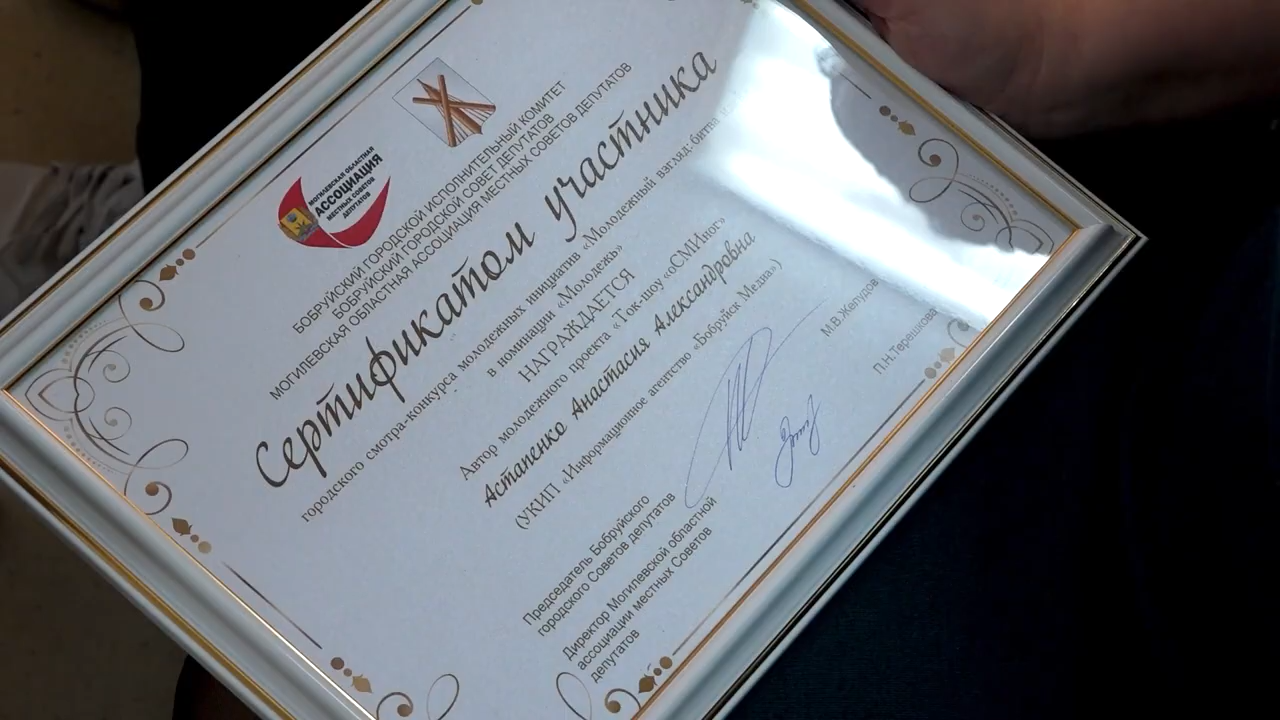 МОГИЛЕВСКАЯ ОБЛАСТНАЯ
АССОЦИАЦИЯ
МЕСТНЫХ СОВЕТОВ
ДЕПУТАТОВ
БОБРУЙСКИЙ ГОРОДСКОЙ ИСПОЛНИТЕЛЬНЫЙ КОМИТЕТ
БОБРУЙСКИЙ ГОРОДСКОЙ СОВЕТ ДЕПУТАТОВ
МОГИЛЕВСКАЯ ОБЛАСТНАЯ АССОЦИАЦИЯ МЕСТНЫХ СОВЕТОВ ДЕПУТАТОВ
Сертификатом участника
городского смотра-конкурса молодежных инициатив «Молодежный взгляд: битва
в номинации «Момодежь»
НАГРАЖДАЕТСЯ
Автор молодежного проекта «Ток-шоу «оСМИног»
Астапенко Анастасия Александровна
(УКИП «Информационное агентство «Бобруйск Медиа»)
Председатель Бобруйского
городского Советов депутатов
М.В.Желудов
Директор Могилевской областной
ассоциации местных Советов
депутатов
П.Н.Терешкова